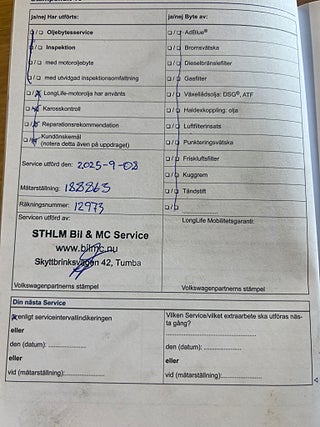 ja/nej Har utförts:
ja/nej Byte av:
Oljebytesservice
AdBlue®
Inspektion
Bromsvätska
med motoroljebyte
Dieselbränslefilter
med utvidgad inspektionsomfattning
Gasfilter
LongLife-motorolja har använts
Växellådsolja: DSG®, ATF
Karosskontroll
Haldexkoppling: olja
Reparationsrekommendation
Luftfilterinsats
Kundönskemål
(notera detta även på uppdraget)
Punkteringsvätska
Service utförd den: 2025-9-03
Friskluftsfilter
Kuggrem
Mätarställning: 188863
Tändstift
Räkningsnummer: 12973
Servicen utförd av:
LongLife Mobilitetsgaranti:
STHLM Bil & MC Service
www.bilmc.nu
Skyttbrinksvägen 42, Tumba
Volkswagenpartnerns stämpel
Volkswagenpartnerns stämpel
Din nästa Service
enligt serviceintervallindikeringen
Vilken Service/vilket extraarbete ska utföras näs-
ta gång?
eller
den (datum):
den (datum):
eller
eller
vid (mätarställning):
vid (mätarställning):